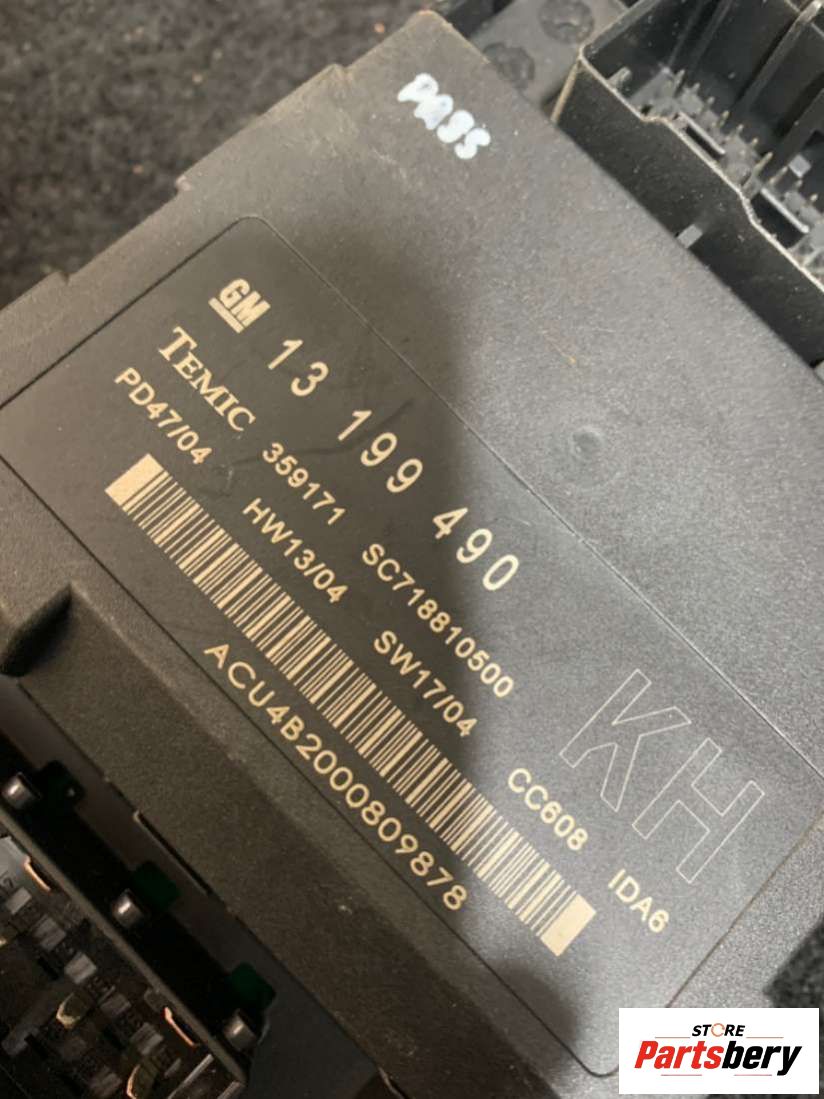 PASS
GM 13 199 490
TEMIC 359171 SC718810500
PD47/04 HW13/04 SW17/04 CC608 IDA6
KH
ACU4B2000809878
STORE
Partsbery